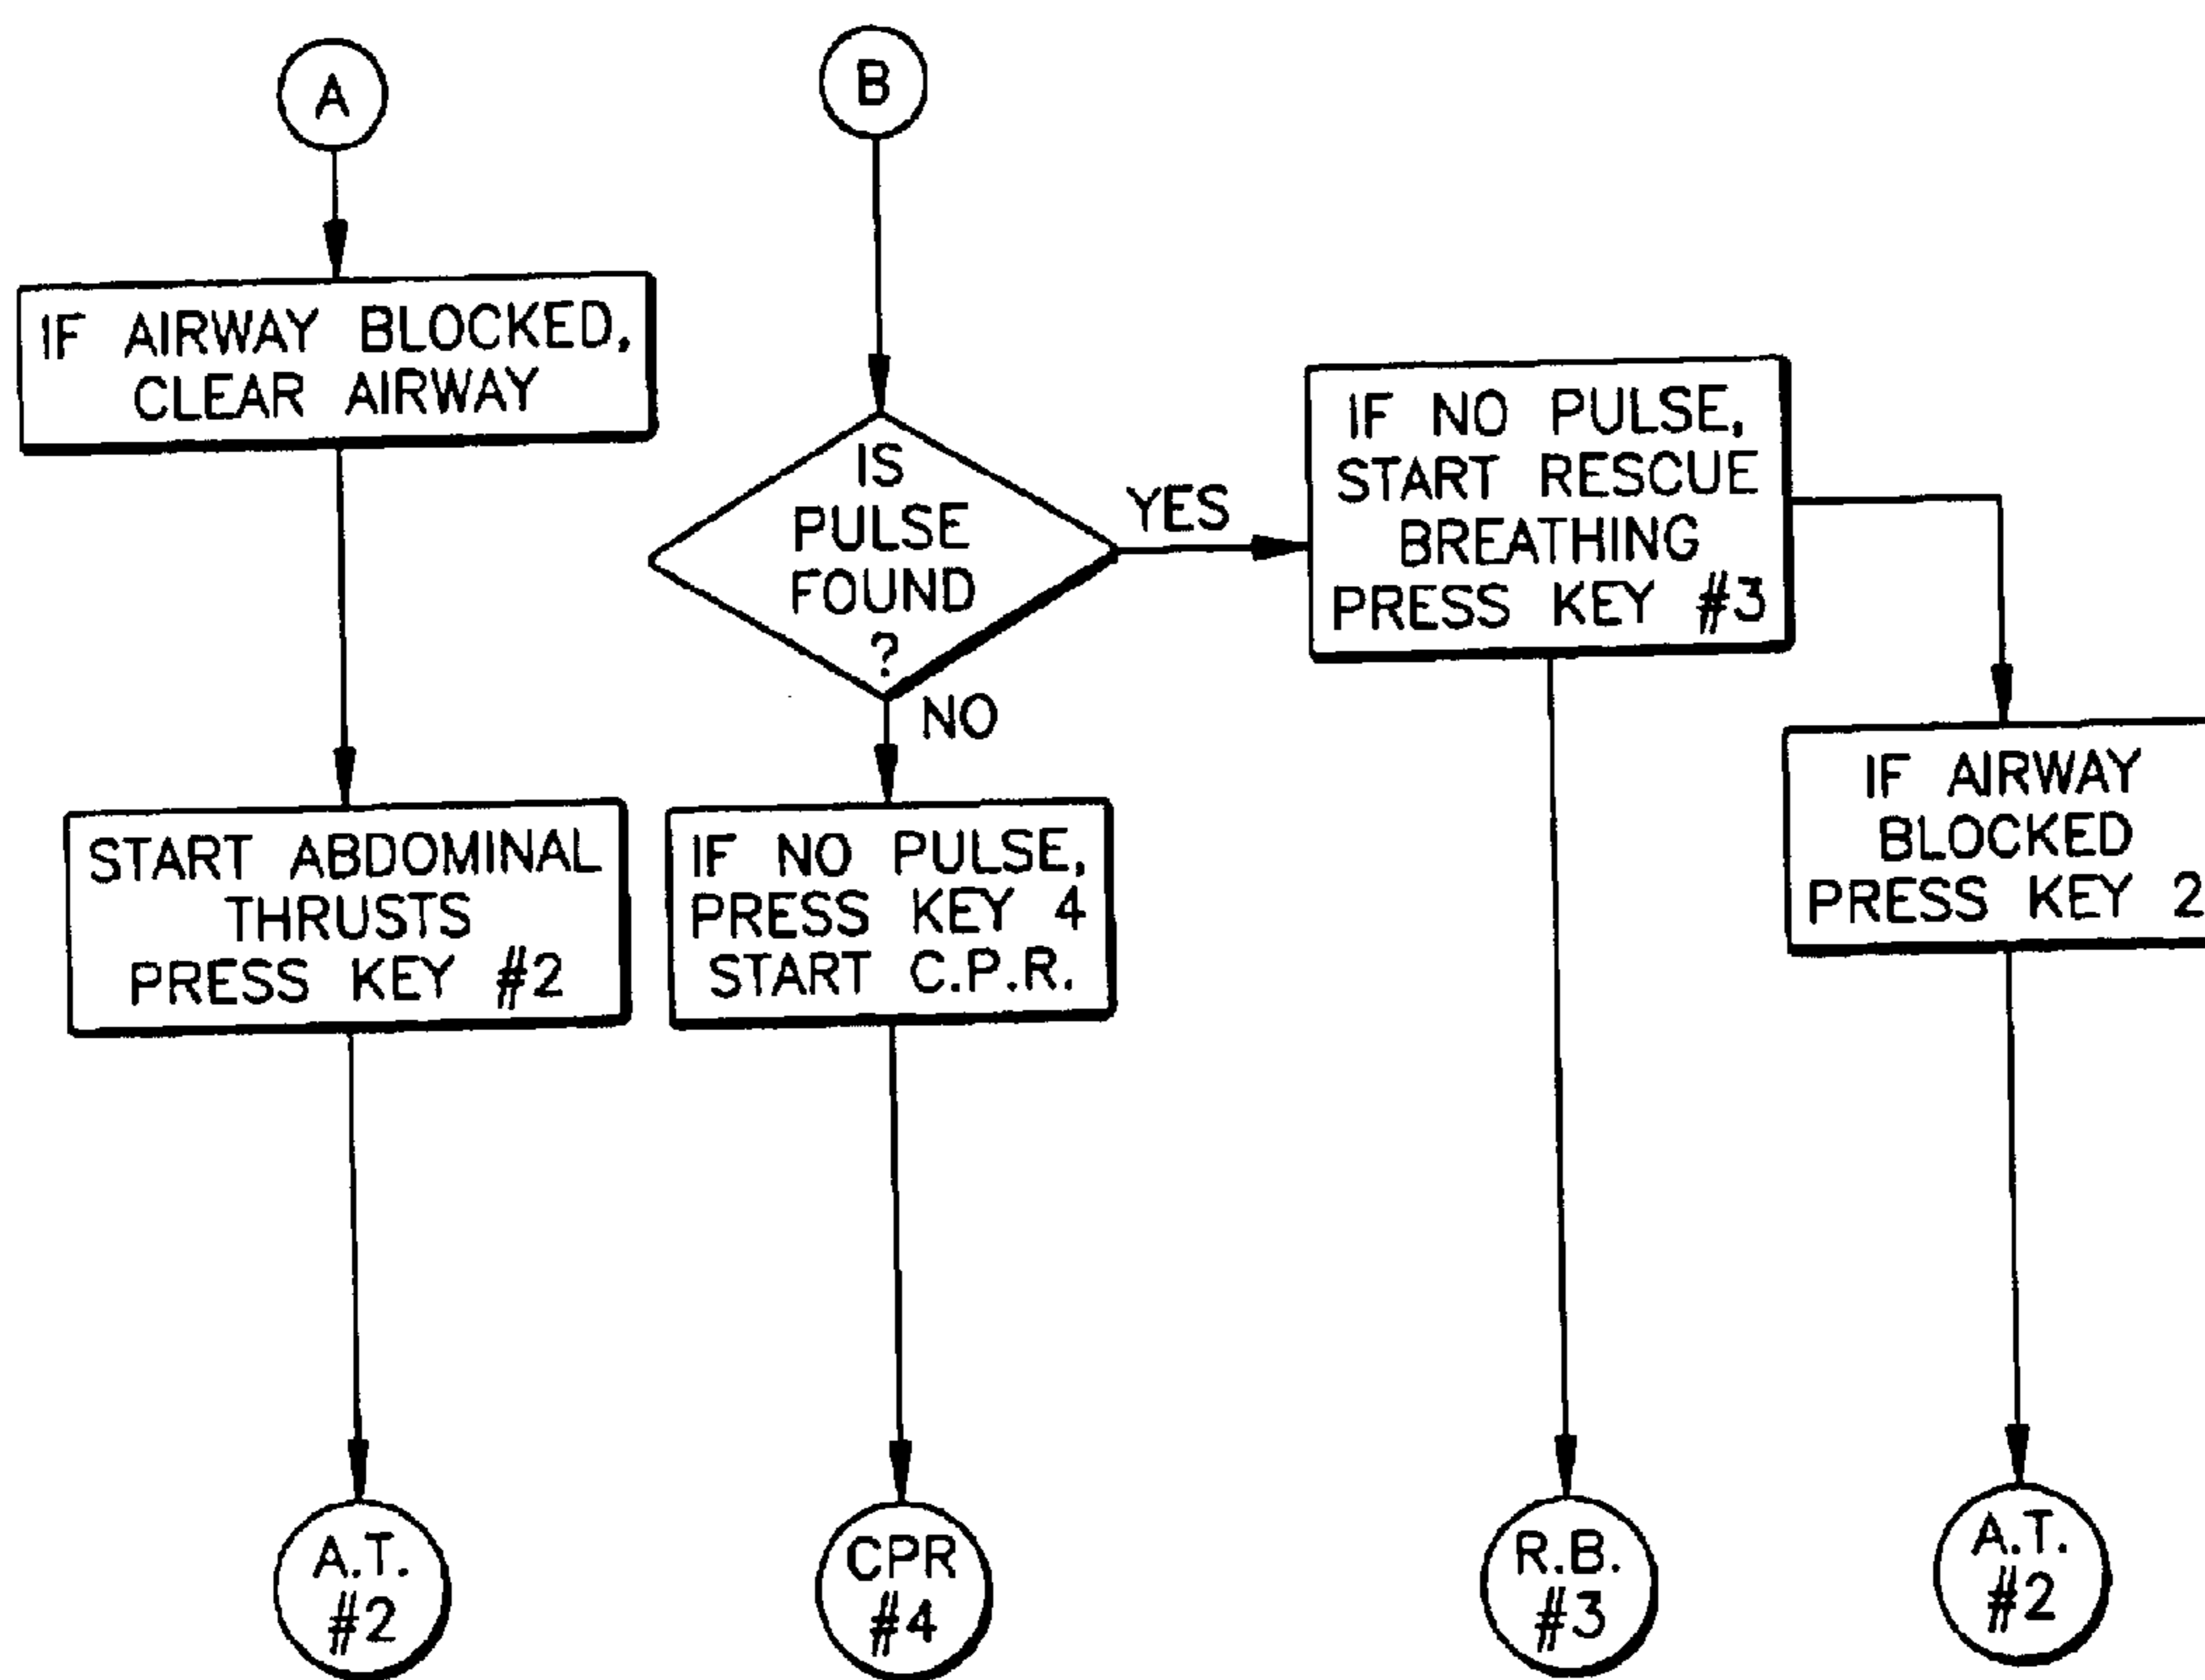 A
IF AIRWAY BLOCKED,
CLEAR AIRWAY
START ABDOMINAL
THRUSTS
PRESS KEY #2
A.T.
#2
B
IS
PULSE
FOUND
?
YES
NO
IF NO PULSE,
PRESS KEY 4
START C.P.R.
CPR
#4
IF NO PULSE,
START RESCUE
BREATHING
PRESS KEY #3
R.B.
#3
IF AIRWAY
BLOCKED
PRESS KEY 2
A.T.
#2